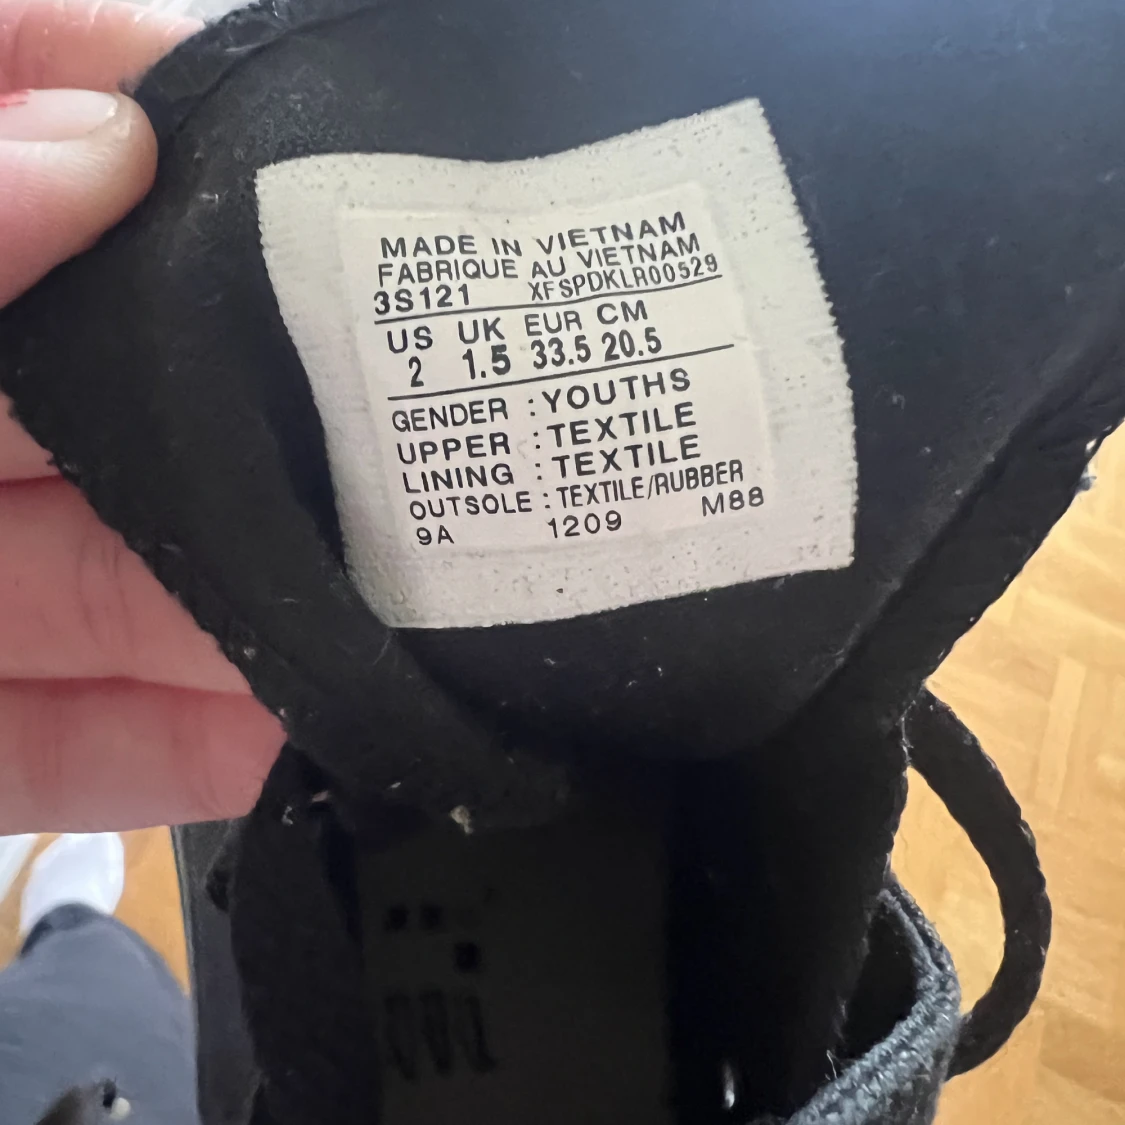 MADE IN VIETNAM
FABRIQUE AU VIETNAM
3S121 XFSPDKLR00529
US UK EUR CM
2 1.5 33.5 20.5
GENDER : YOUTHS
UPPER : TEXTILE
LINING : TEXTILE
OUTSOLE : TEXTILE/RUBBER
9A 1209 M88